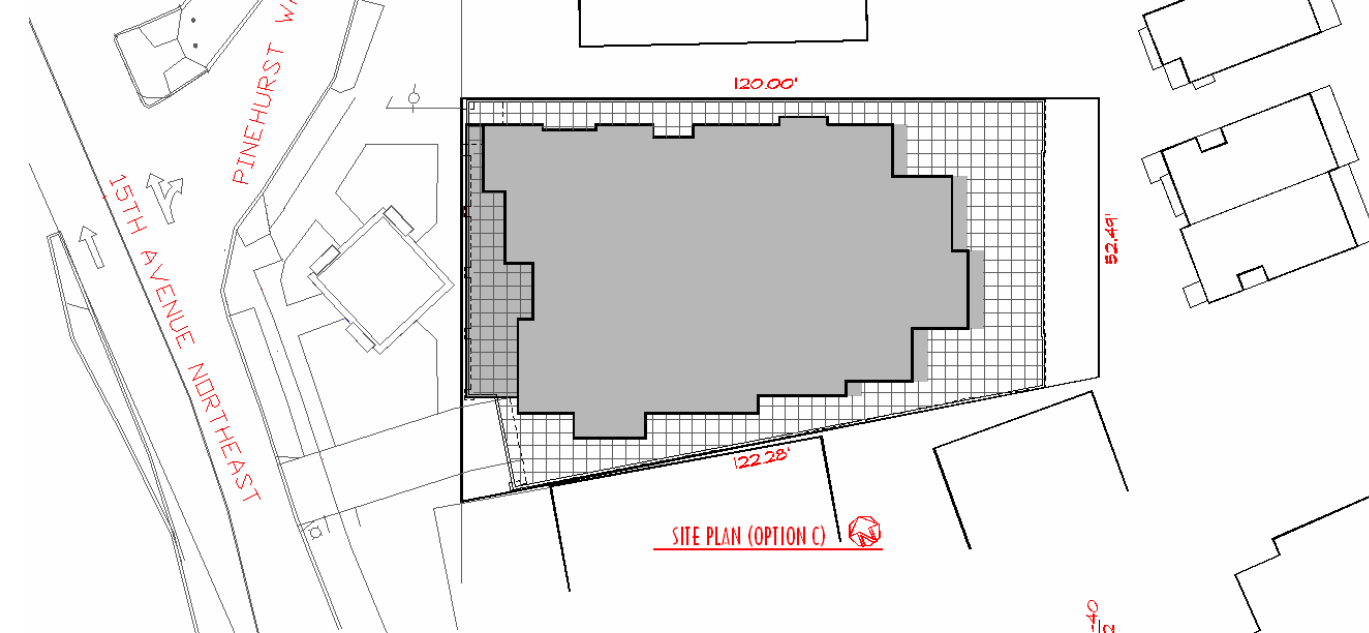 PINEHURST
120.00'
15TH AVENUE NORTHEAST
52.49'
122.28'
SITE PLAN (OPTION C)
N